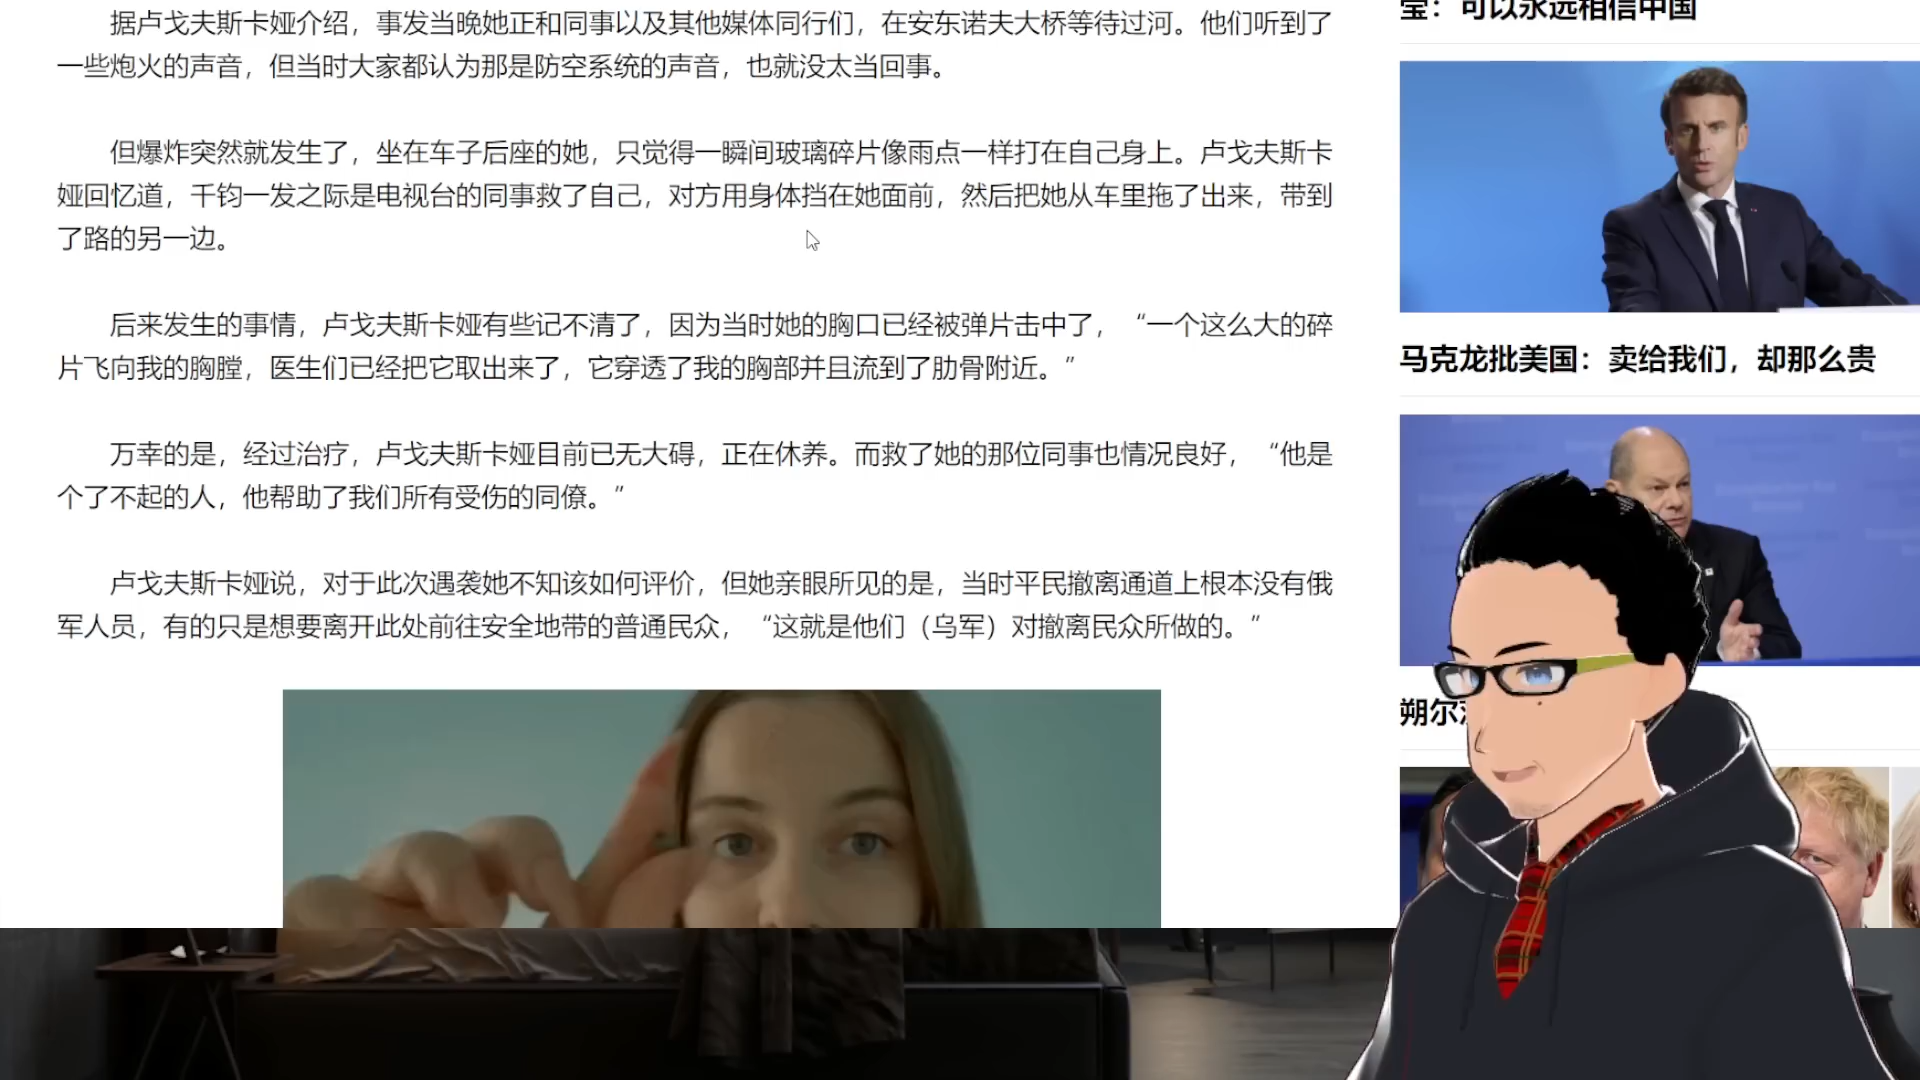 据卢戈夫斯卡娅介绍，事发当晚她正和同事以及其他媒体同行们，在安东诺夫大桥等待过河。他们听到了
一些炮火的声音，但当时大家都认为那是防空系统的声音，也就没太当回事。
但爆炸突然就发生了，坐在车子后座的她，只觉得一瞬间玻璃碎片像雨点一样打在自己身上。卢戈夫斯卡
娅回忆道，千钧一发之际是电视台的同事救了自己，对方用身体挡在她面前，然后把她从车里拖了出来，带到
了路的另一边。
后来发生的事情，卢戈夫斯卡娅有些记不清了，因为当时她的胸口已经被弹片击中了，“一个这么大的碎
片飞向我的胸膛，医生们已经把它取出来了，它穿透了我的胸部并且流到了肋骨附近。”
万幸的是，经过治疗，卢戈夫斯卡娅目前已无大碍，正在休养。而救了她的那位同事也情况良好，“他是
个了不起的人，他帮助了我们所有受伤的同僚。”
卢戈夫斯卡娅说，对于此次遇袭她不知该如何评价，但她亲眼所见的是，当时平民撤离通道上根本没有俄
军人员，有的只是想要离开此处前往安全地带的普通民众，“这就是他们（乌军）对撤离民众所做的。”
莹：可以永远相信中国
马克龙批美国：卖给我们，却那么贵
朔尔